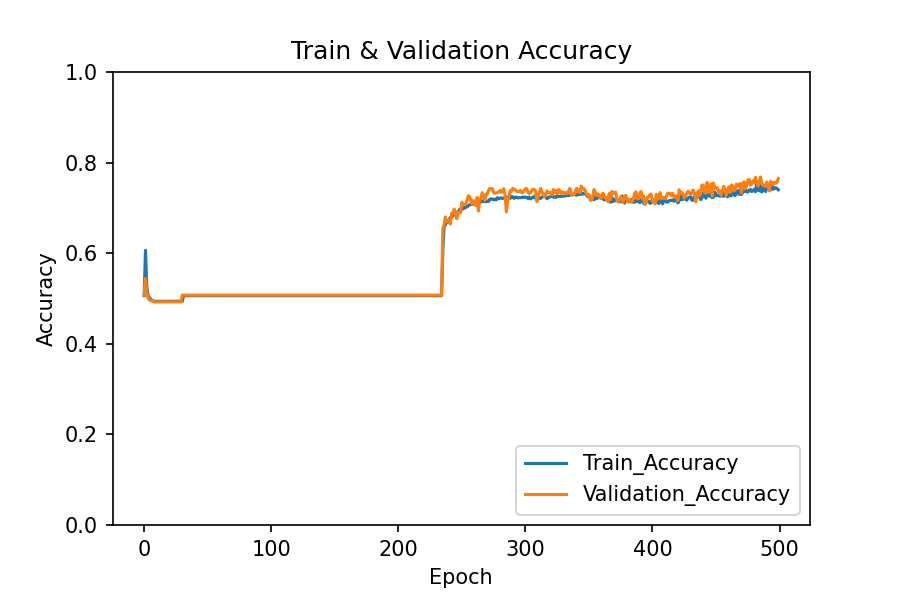 Train & Validation Accuracy
1.0
0.8
0.6
0.4
0.2
0.0
Accuracy
Train_Accuracy
Validation_Accuracy
0 100 200 300 400 500
Epoch